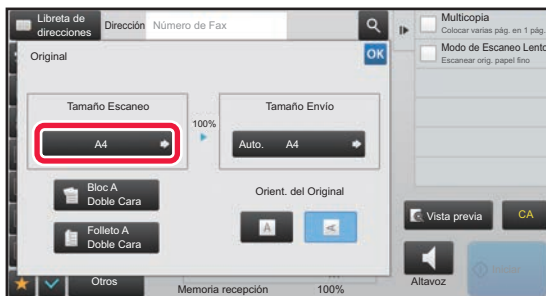 Libreta de
direcciones
Dirección
Número de Fax
Multicopia
Colocar varias pág. en 1 pág.
Modo de Escaneo Lento
Escanear orig. papel fino
Original
OK
Tamaño Escaneo
100%
Tamaño Envío
A4
Auto. A4
Bloc A
Doble Cara
Orient. del Original
Folleto A
Doble Cara
A
A
Vista previa
CA
Otros
Memoria recepción
100%
Altavoz